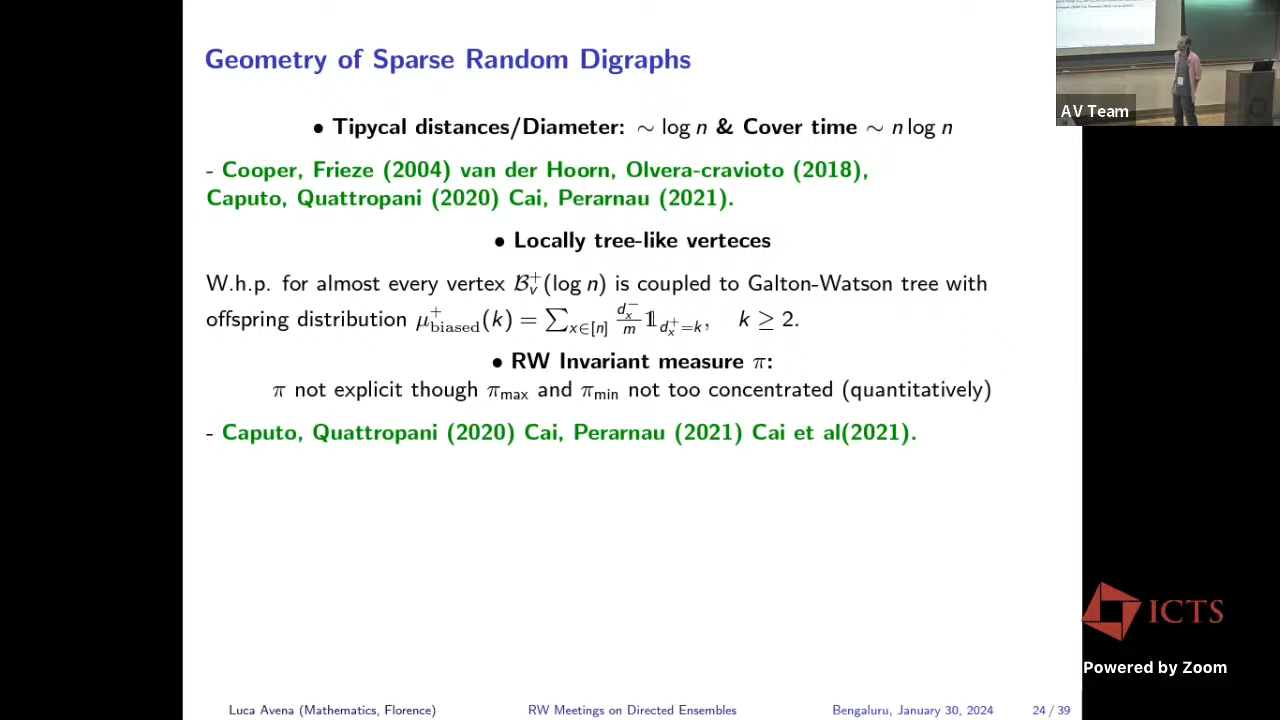 Geometry of Sparse Random Digraphs
AV Team
• Tipycal distances/Diameter: ∼ log n & Cover time ∼ n log n
- Cooper, Frieze (2004) van der Hoorn, Olvera-cravioto (2018),
Caputo, Quattropani (2020) Cai, Perarnau (2021).
• Locally tree-like verteces
W.h.p. for almost every vertex ℬ_v^+(log n) is coupled to Galton-Watson tree with
offspring distribution μ_biased^+(k) = ∑_{x∈[n]} d_x^-/m 𝟙_{d_x^+=k}, k ≥ 2.
• RW Invariant measure π:
π not explicit though π_max and π_min not too concentrated (quantitatively)
- Caputo, Quattropani (2020) Cai, Perarnau (2021) Cai et al(2021).
ICTS
Powered by Zoom
Luca Avena (Mathematics, Florence) RW Meetings on Directed Ensembles Bengaluru, January 30, 2024 24 / 39